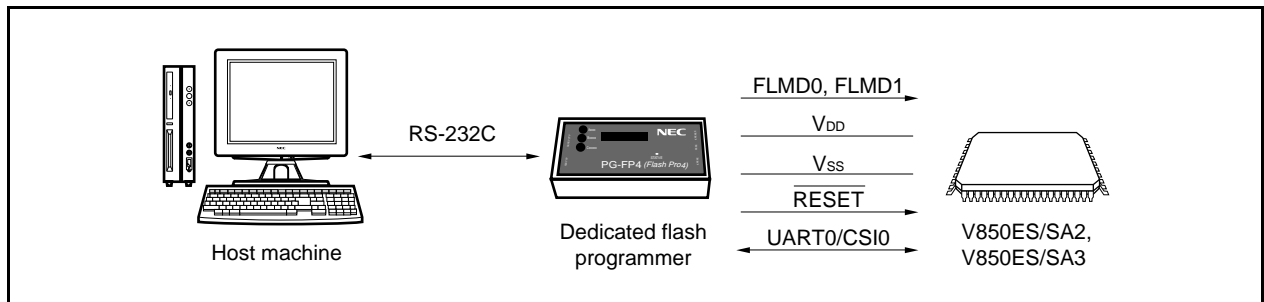 RS-232C
Host machine
NEC
NEC
PG-FP4 (Flash Pro4)
Dedicated flash
programmer
FLMD0, FLMD1
VDD
VSS
RESET
UART0/CSI0
V850ES/SA2,
V850ES/SA3